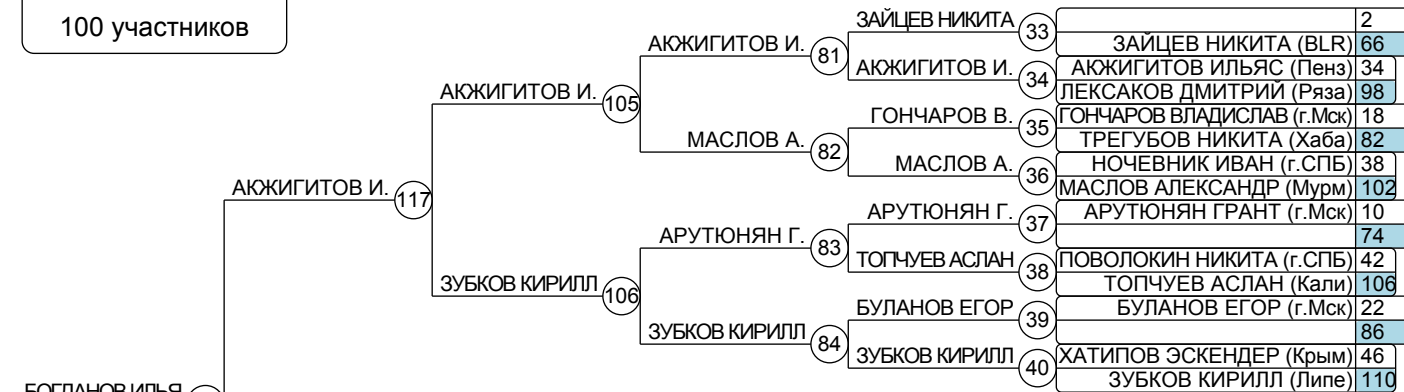 100 участников
ЗАЙЦЕВ НИКИТА 33 2
АКЖИГИТОВ И. 81 ЗАЙЦЕВ НИКИТА (BLR) 66
АКЖИГИТОВ И. 34 АКЖИГИТОВ ИЛЬЯС (Пенз) 34
АКЖИГИТОВ И. 105 ЛЕКСАКОВ ДМИТРИЙ (Ряза) 98
ГОНЧАРОВ В. 35 ГОНЧАРОВ ВЛАДИСЛАВ (г.Мск) 18
МАСЛОВ А. 82 ТРЕГУБОВ НИКИТА (Хаба) 82
МАСЛОВ А. 36 НОЧЕВНИК ИВАН (г.СПБ) 38
АКЖИГИТОВ И. 117 МАСЛОВ АЛЕКСАНДР (Мурм) 102
АРУТЮНЯН Г. 37 АРУТЮНЯН ГРАНТ (г.Мск) 10
АРУТЮНЯН Г. 83 74
ТОПЧУЕВ АСЛАН 38 ПОВОЛОКИН НИКИТА (г.СПБ) 42
ЗУБКОВ КИРИЛЛ 106 ТОПЧУЕВ АСЛАН (Кали) 106
БУЛАНОВ ЕГОР 39 БУЛАНОВ ЕГОР (г.Мск) 22
ЗУБКОВ КИРИЛЛ 84 86
ЗУБКОВ КИРИЛЛ 40 ХАТИПОВ ЭСКЕНДЕР (Крым) 46
ЗУБКОВ КИРИЛЛ (Липе) 110
БОГДАНОВ ИЛЬЯ